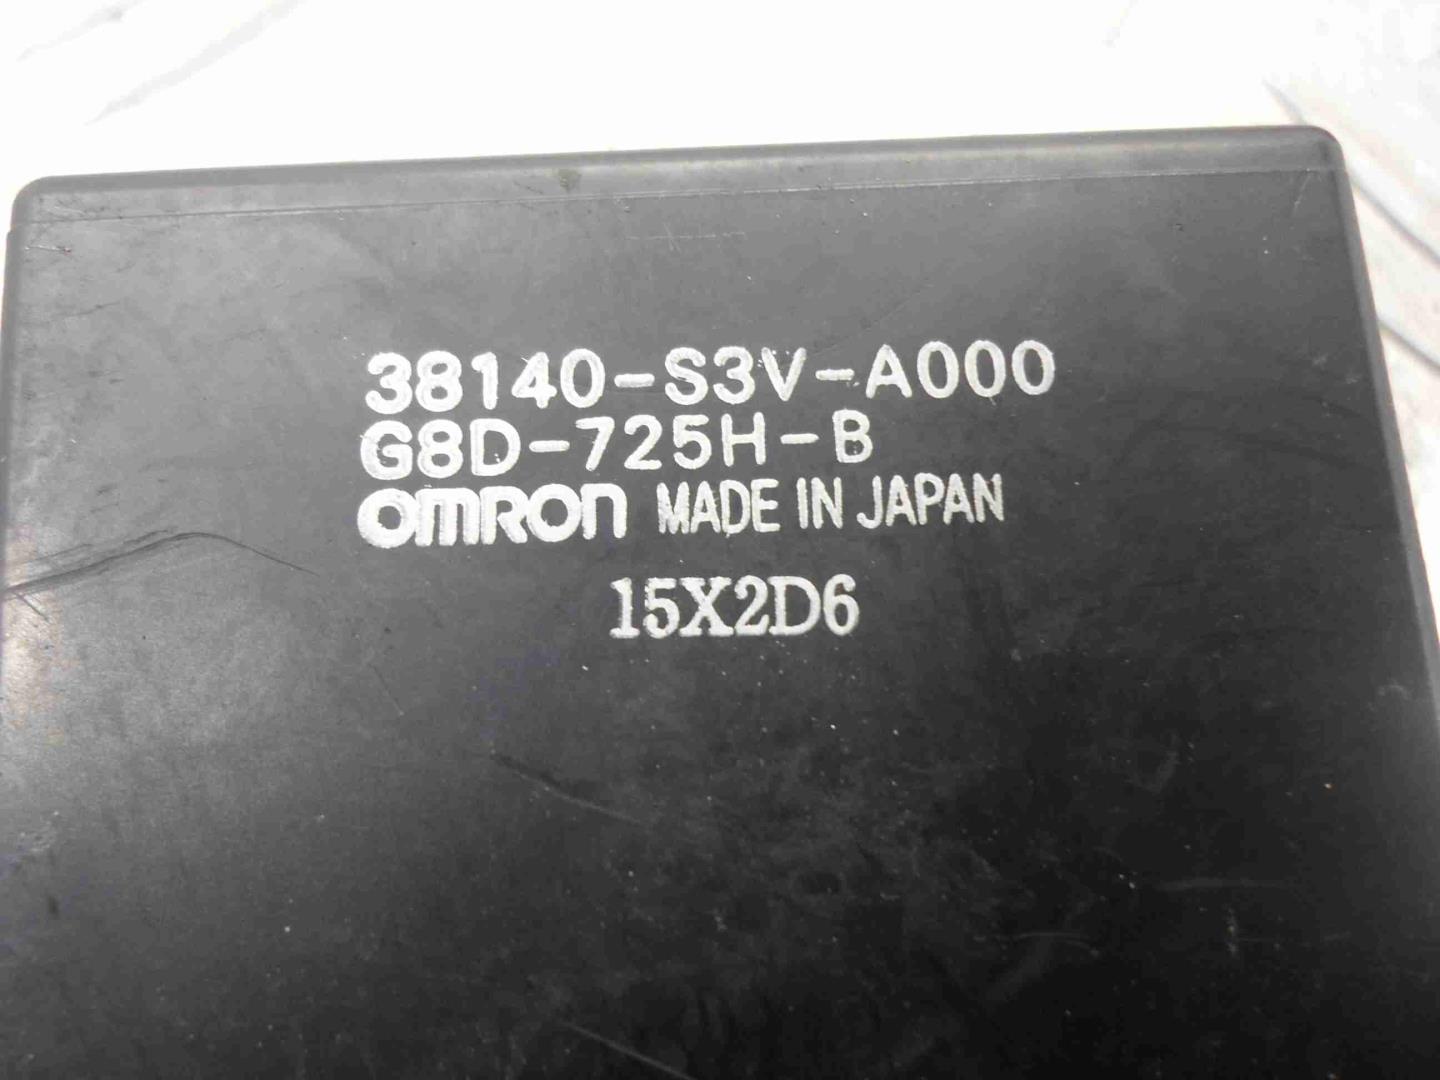 38140-S3V-A000
G8D-725H-B
OMRON MADE IN JAPAN
15X2D6